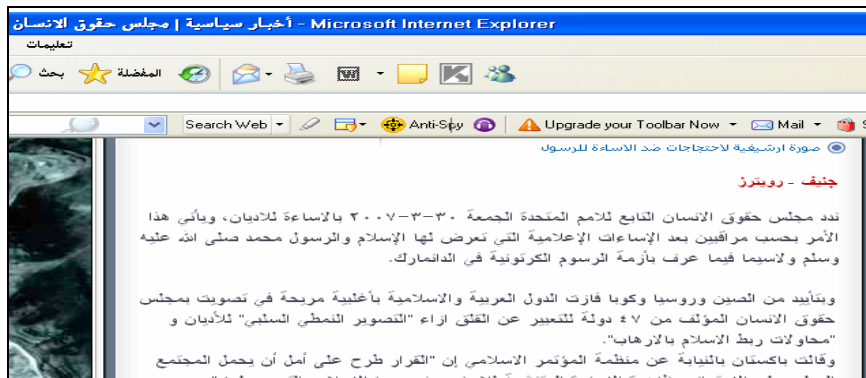 أخبار سياسية | مجلس حقوق الانسان - Microsoft Internet Explorer
تعليمات
بحث المفضلة
Search Web Anti-Spy Upgrade your Toolbar Now Mail
صورة ارشيفية لاحتجاجات ضد الاساءة للرسول
جنيف - رويترز
ندد مجلس حقوق الانسان التابع للامم المتحدة الجمعة ٣٠-٣-٢٠٠٧ بالاساءة للاديان، ويأتي هذا
الأمر بحسب مراقبين بعد الإساءات الإعلامية التي تعرض لها الإسلام والرسول محمد صلى الله عليه
وسلم ولاسيما فيما عرف بأزمة الرسوم الكرتونية في الدانمارك.
وبتأييد من الصين وروسيا وكوبا فازت الدول العربية والاسلامية بأغلبية مريحة في تصويت بمجلس
حقوق الانسان المؤلف من ٤٧ دولة للتعبير عن القلق ازاء "التصوير النمطي السلبي" للأديان و
"محاولات ربط الاسلام بالارهاب".
وقالت باكستان بالنيابة عن منظمة المؤتمر الاسلامي إن "القرار طرح على أمل أن يحمل المجتمع